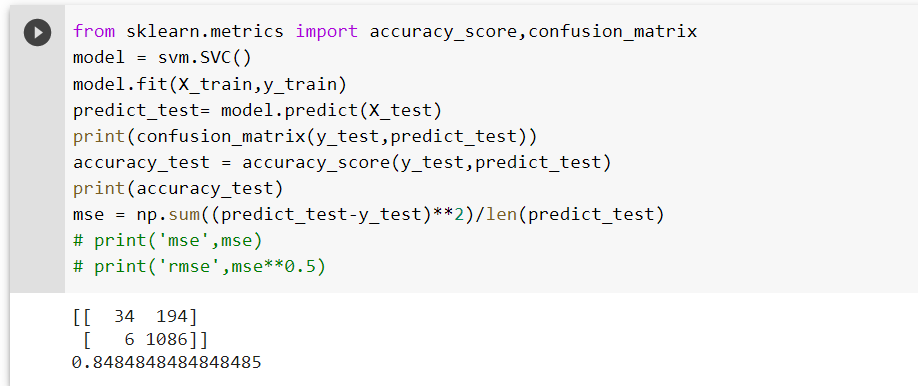 from sklearn.metrics import accuracy_score,confusion_matrix
model = svm.SVC()
model.fit(X_train,y_train)
predict_test= model.predict(X_test)
print(confusion_matrix(y_test,predict_test))
accuracy_test = accuracy_score(y_test,predict_test)
print(accuracy_test)
mse = np.sum((predict_test-y_test)**2)/len(predict_test)
# print('mse',mse)
# print('rmse',mse**0.5)
[[  34  194]
 [   6 1086]]
0.8484848484848485